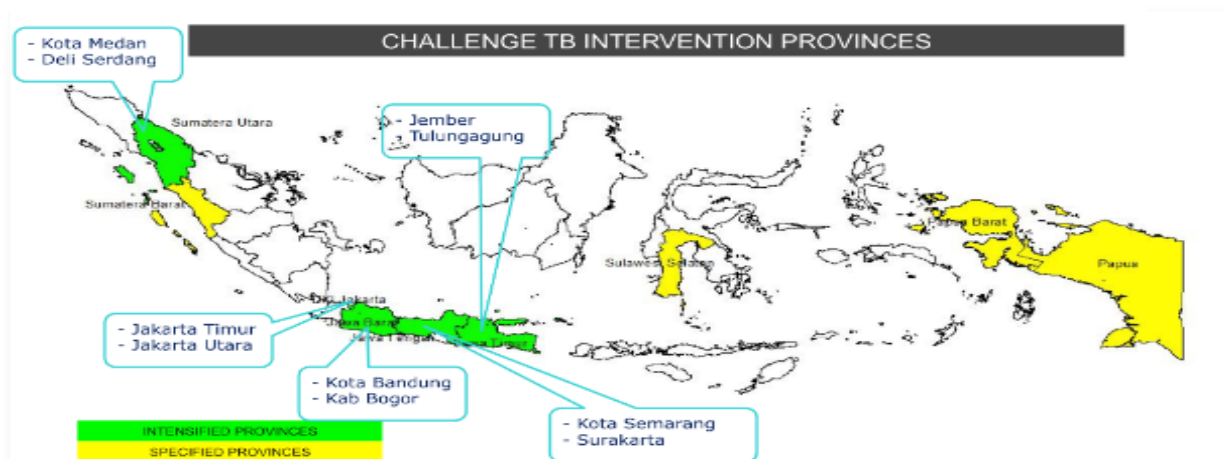 CHALLENGE TB INTERVENTION PROVINCES
- Kota Medan
- Deli Serdang
Sumatera Utara
- Jember
- Tulungagung
Sumatera Barat
Papua Barat
Sulawesi Selatan
Papua
DKI Jakarta
- Jakarta Timur
- Jakarta Utara
Jawa Barat
Jawa Tengah
Jawa Timur
- Kota Bandung
- Kab Bogor
- Kota Semarang
- Surakarta
INTENSIFIED PROVINCES
SPECIFIED PROVINCES